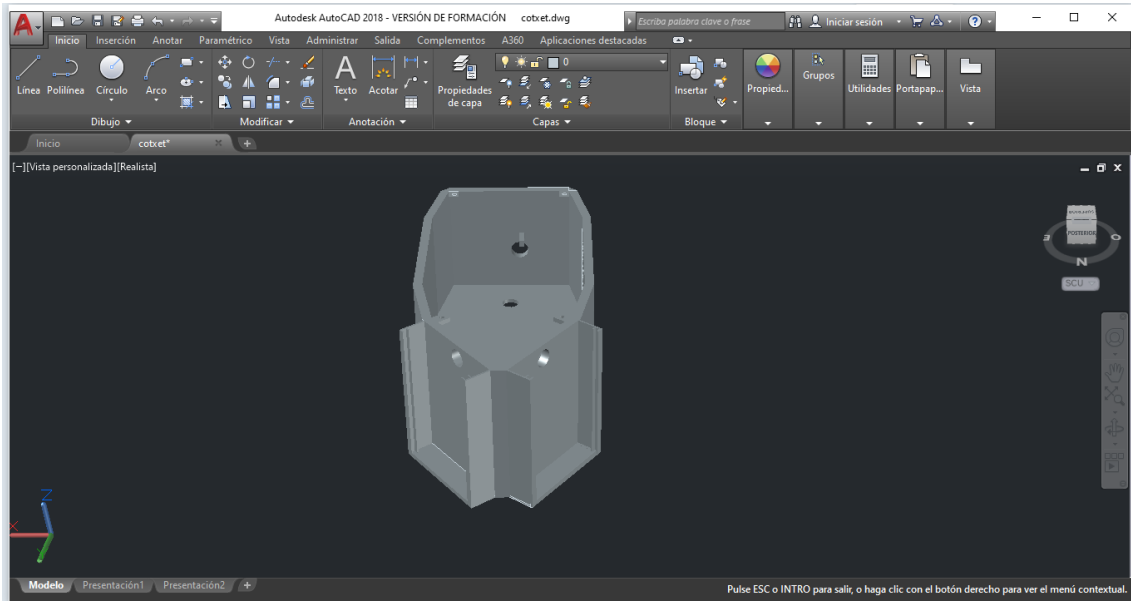 Autodesk AutoCAD 2018 - VERSIÓN DE FORMACIÓN cotxet.dwg
Escriba palabra clave o frase
Iniciar sesión
Inicio Inserción Anotar Paramétrico Vista Administrar Salida Complementos A360 Aplicaciones destacadas
0
Línea Polilínea Círculo Arco
Texto Acotar
Propiedades de capa
Insertar
Propied...
Grupos
Utilidades
Portapap...
Vista
Dibujo
Modificar
Anotación
Capas
Bloque
Inicio
cotxet*
[−][Vista personalizada][Realista]
POSTERIOR
E
O
N
SCU
Z
X
Modelo Presentación1 Presentación2
Pulse ESC o INTRO para salir, o haga clic con el botón derecho para ver el menú contextual.